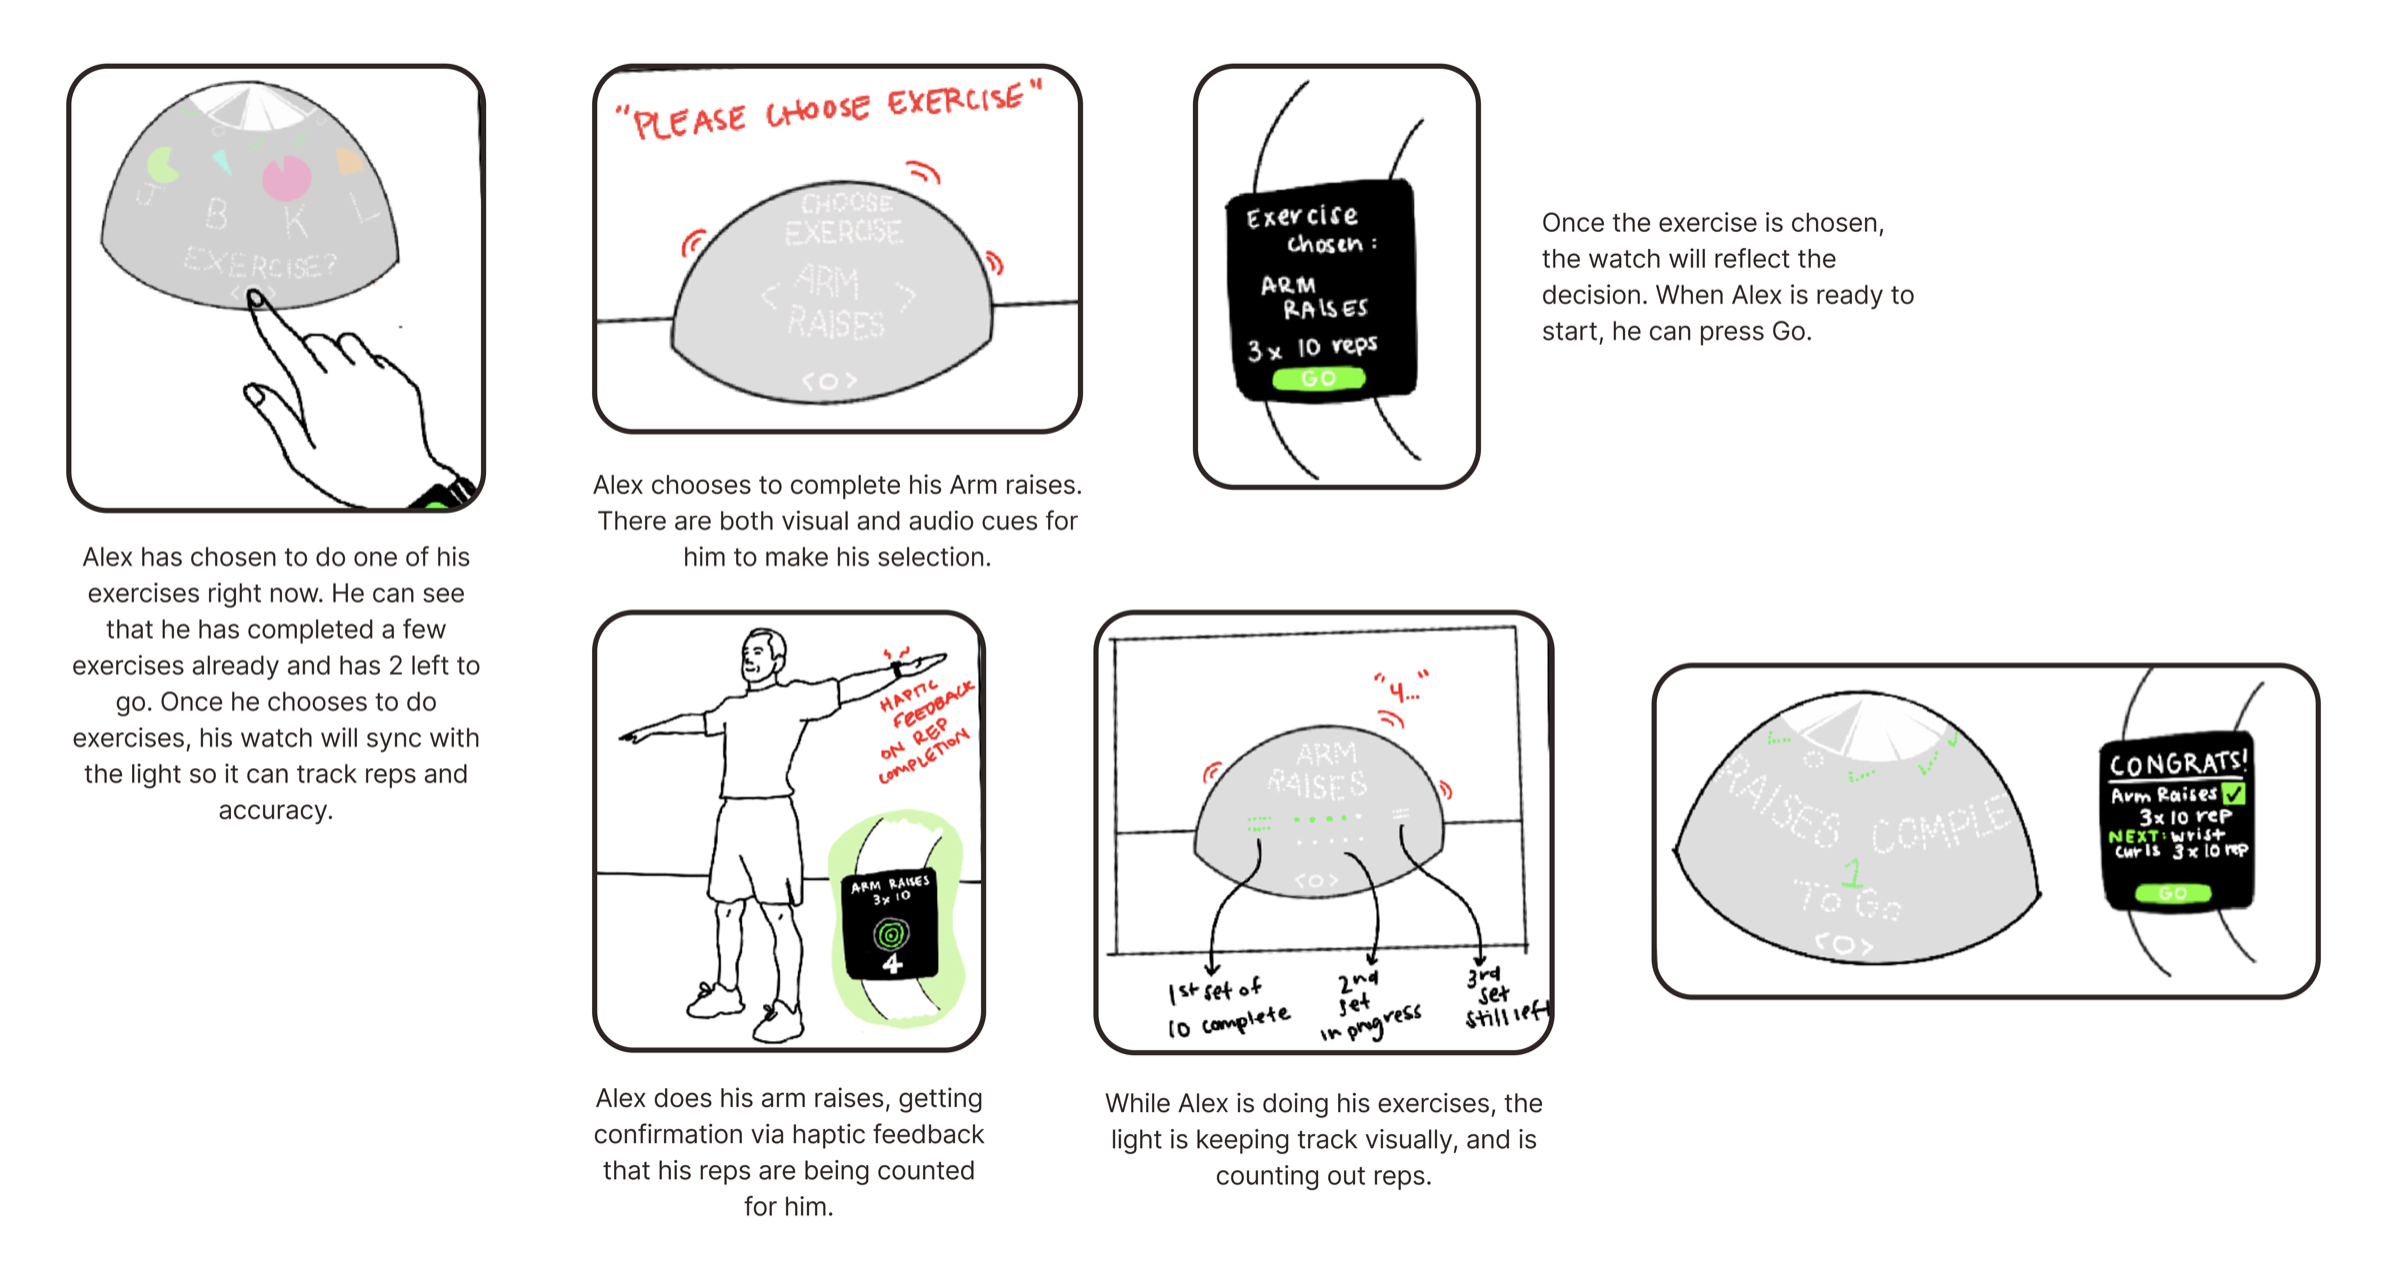 J B K L
EXERCISE?
< O >
Alex has chosen to do one of his
exercises right now. He can see
that he has completed a few
exercises already and has 2 left to
go. Once he chooses to do
exercises, his watch will sync with
the light so it can track reps and
accuracy.
"PLEASE CHOOSE EXERCISE"
CHOOSE
EXERCISE
< ARM >
RAISES
<O>
Alex chooses to complete his Arm raises.
There are both visual and audio cues for
him to make his selection.
Exercise
chosen:
ARM
RAISES
3 x 10 reps
GO
Once the exercise is chosen,
the watch will reflect the
decision. When Alex is ready to
start, he can press Go.
HAPTIC
FEEDBACK
ON REP
COMPLETION
ARM RAISES
3x 10
4
Alex does his arm raises, getting
confirmation via haptic feedback
that his reps are being counted
for him.
"4..."
ARM
RAISES
<O>
1st set of
10 complete
2nd
set
in progress
3rd
set
still left
While Alex is doing his exercises, the
light is keeping track visually, and is
counting out reps.
RAISES COMPLE
1
To Go
<O>
CONGRATS!
Arm Raises ✓
3x 10 rep
NEXT: wrist
curls 3x10 rep
GO